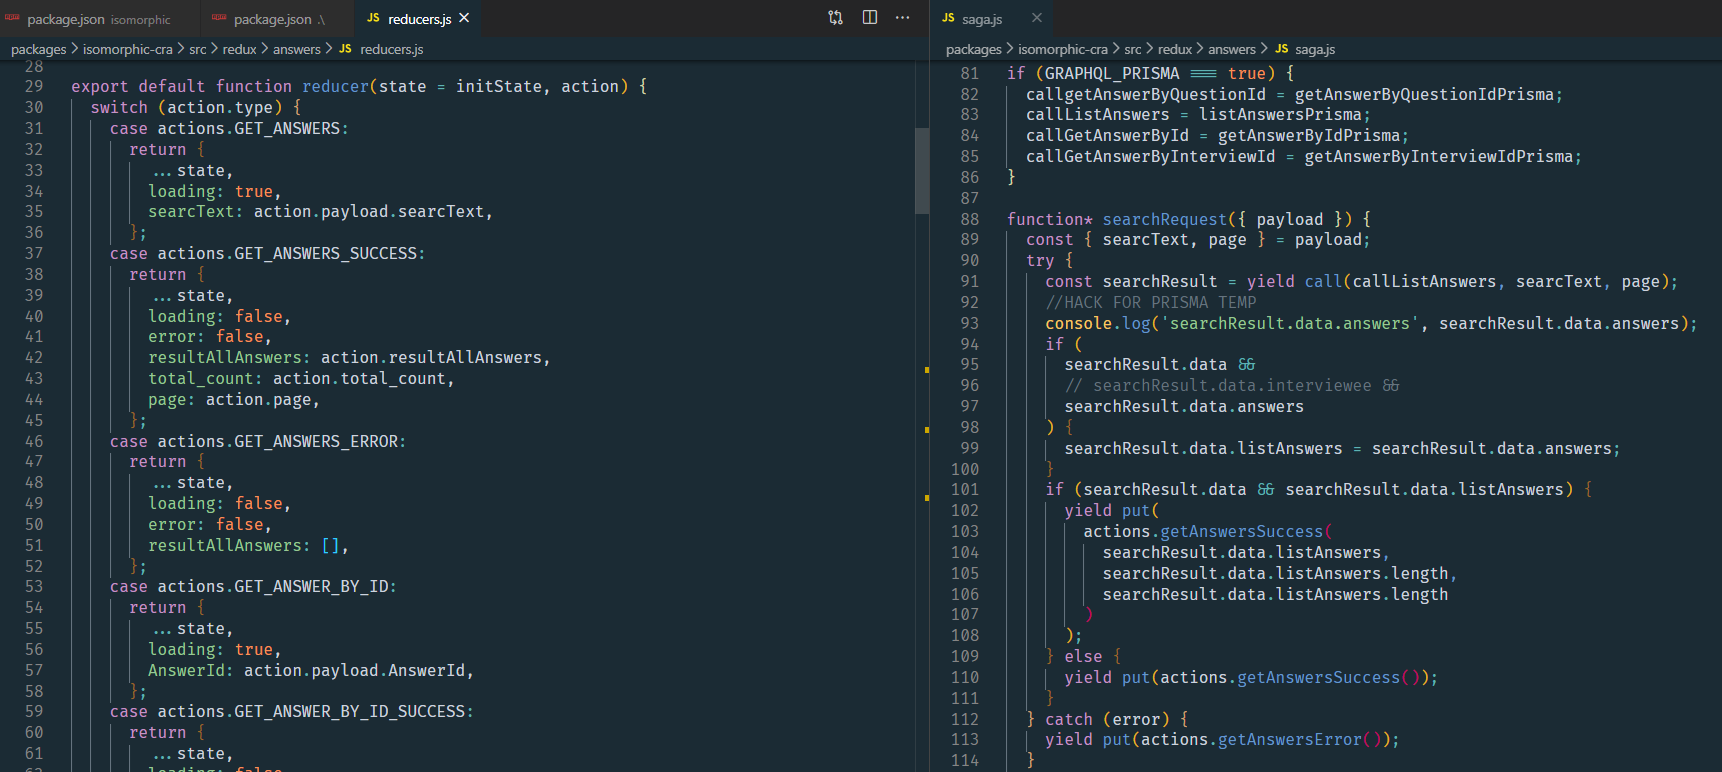 package.json isomorphic
package.json .\
JS reducers.js ×
packages > isomorphic-cra > src > redux > answers > JS reducers.js
28
29 export default function reducer(state = initState, action) {
30 switch (action.type) {
31 case actions.GET_ANSWERS:
32 return {
33 ...state,
34 loading: true,
35 searcText: action.payload.searcText,
36 };
37 case actions.GET_ANSWERS_SUCCESS:
38 return {
39 ...state,
40 loading: false,
41 error: false,
42 resultAllAnswers: action.resultAllAnswers,
43 total_count: action.total_count,
44 page: action.page,
45 };
46 case actions.GET_ANSWERS_ERROR:
47 return {
48 ...state,
49 loading: false,
50 error: false,
51 resultAllAnswers: [],
52 };
53 case actions.GET_ANSWER_BY_ID:
54 return {
55 ...state,
56 loading: true,
57 AnswerId: action.payload.AnswerId,
58 };
59 case actions.GET_ANSWER_BY_ID_SUCCESS:
60 return {
61 ...state,
JS saga.js ×
packages > isomorphic-cra > src > redux > answers > JS saga.js
81 if (GRAPHQL_PRISMA === true) {
82 callgetAnswerByQuestionId = getAnswerByQuestionIdPrisma;
83 callListAnswers = listAnswersPrisma;
84 callGetAnswerById = getAnswerByIdPrisma;
85 callGetAnswerByInterviewId = getAnswerByInterviewIdPrisma;
86 }
87
88 function* searchRequest({ payload }) {
89 const { searcText, page } = payload;
90 try {
91 const searchResult = yield call(callListAnswers, searcText, page);
92 //HACK FOR PRISMA TEMP
93 console.log('searchResult.data.answers', searchResult.data.answers);
94 if (
95 searchResult.data &&
96 // searchResult.data.interviewee &&
97 searchResult.data.answers
98 ) {
99 searchResult.data.listAnswers = searchResult.data.answers;
100 }
101 if (searchResult.data && searchResult.data.listAnswers) {
102 yield put(
103 actions.getAnswersSuccess(
104 searchResult.data.listAnswers,
105 searchResult.data.listAnswers.length,
106 searchResult.data.listAnswers.length
107 )
108 );
109 } else {
110 yield put(actions.getAnswersSuccess());
111 }
112 } catch (error) {
113 yield put(actions.getAnswersError());
114 }